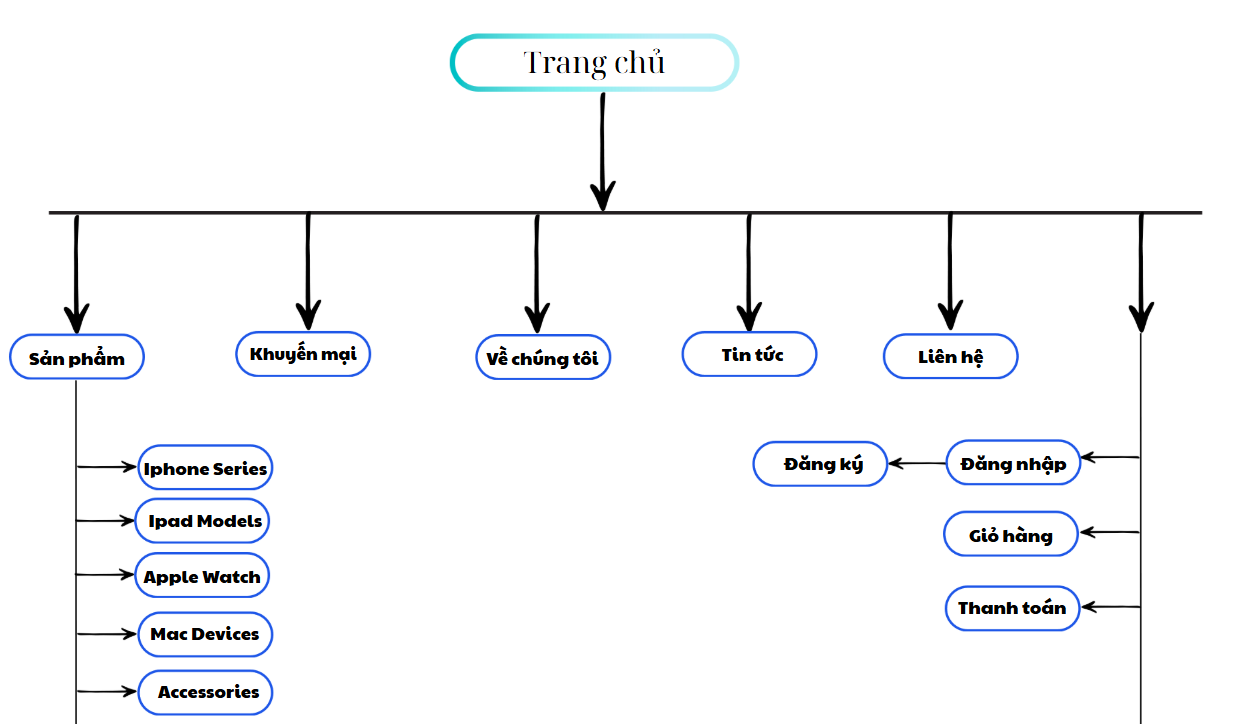 Trang chủ
Sản phẩm
Khuyến mại
Về chúng tôi
Tin tức
Liên hệ
Iphone Series
Ipad Models
Apple Watch
Mac Devices
Accessories
Đăng ký
Đăng nhập
Giỏ hàng
Thanh toán